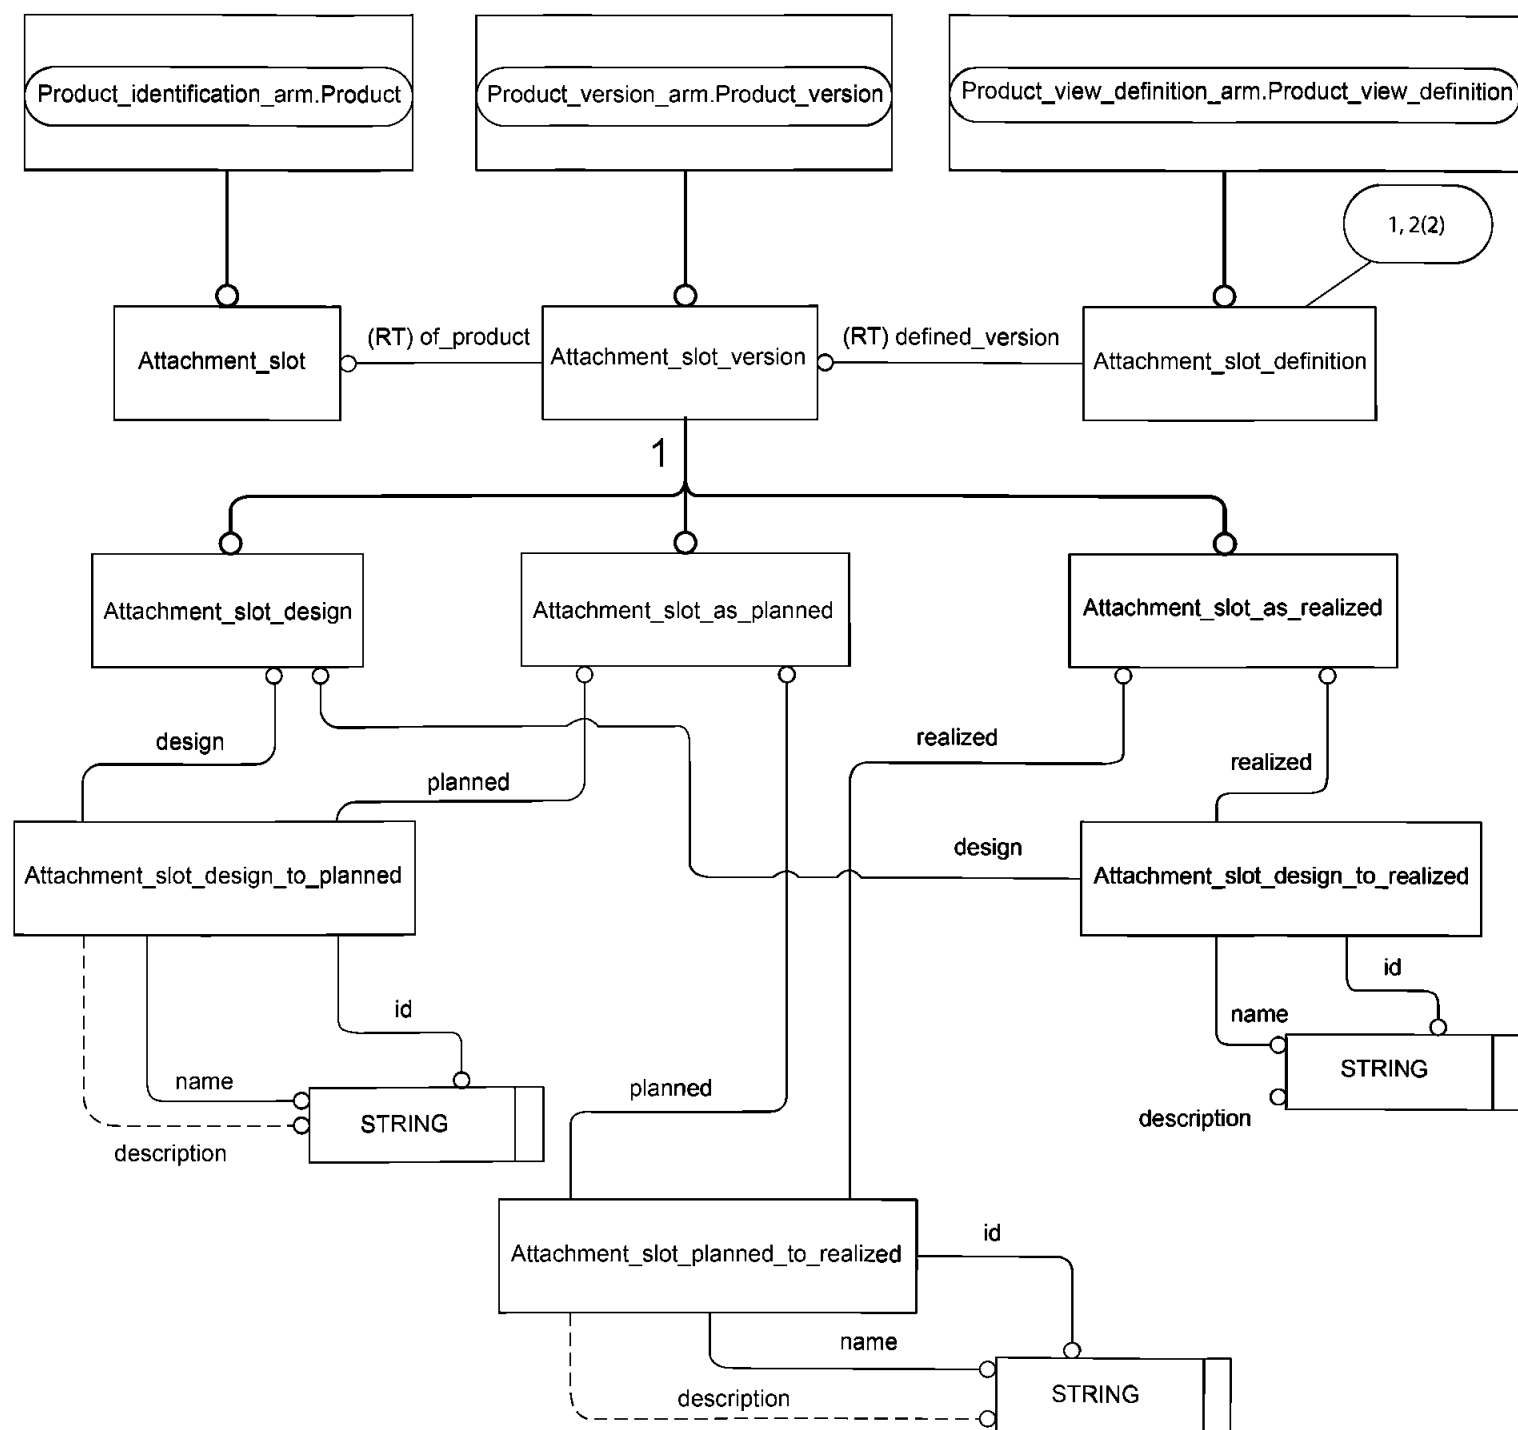 Product_identification_arm.Product
Product_version_arm.Product_version
Product_view_definition_arm.Product_view_definition
1, 2(2)
(RT) of_product
(RT) defined_version
Attachment_slot
Attachment_slot_version
Attachment_slot_definition
1
Attachment_slot_design
Attachment_slot_as_planned
Attachment_slot_as_realized
design
planned
realized
realized
design
Attachment_slot_design_to_planned
Attachment_slot_design_to_realized
id
name
description
STRING
id
name
description
STRING
planned
Attachment_slot_planned_to_realized
id
name
description
STRING